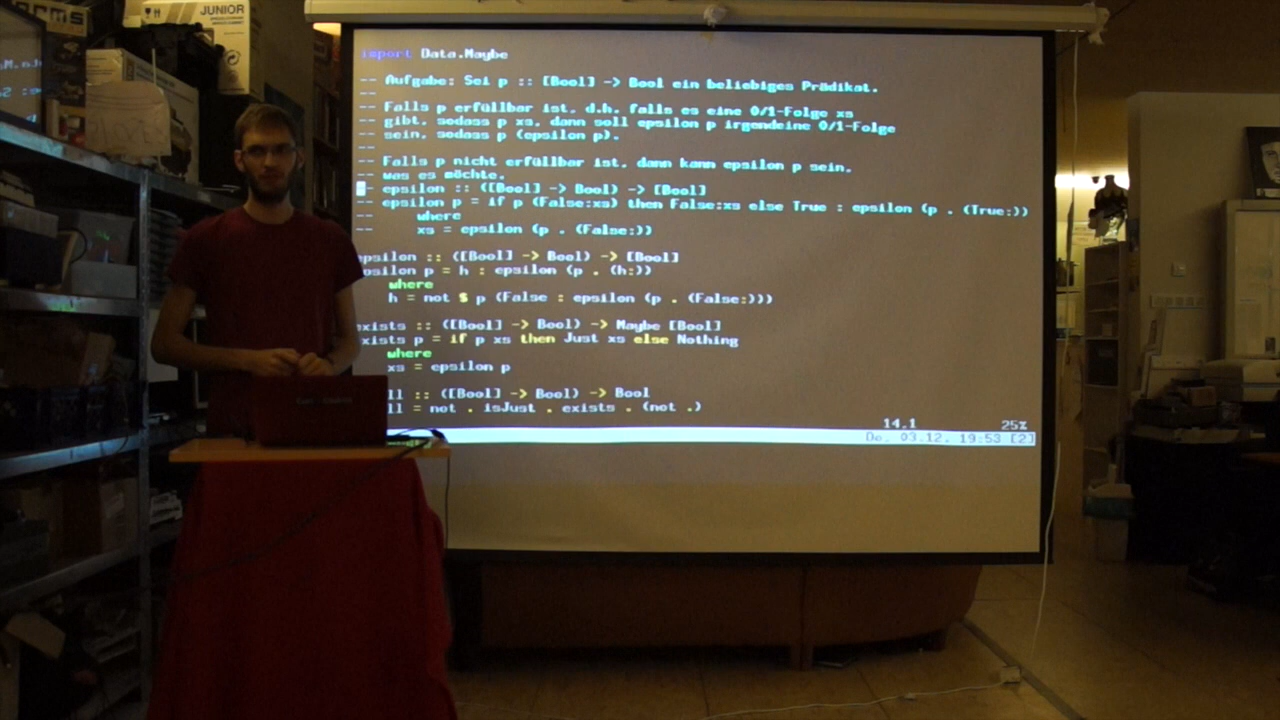 JUNIOR
import Data.Maybe
-- Aufgabe: Sei p :: [Bool] -> Bool ein beliebiges Prädikat.
--
-- Falls p erfüllbar ist, d.h. falls es eine 0/1-Folge xs
-- gibt, sodass p xs, dann soll epsilon p irgendeine 0/1-Folge
-- sein, sodass p (epsilon p).
--
-- Falls p nicht erfüllbar ist, dann kann epsilon p sein,
-- was es möchte.
-- epsilon :: ([Bool] -> Bool) -> [Bool]
-- epsilon p = if p (False:xs) then False:xs else True : epsilon (p . (True:))
-- where
-- xs = epsilon (p . (False:))
epsilon :: ([Bool] -> Bool) -> [Bool]
epsilon p = h : epsilon (p . (h:))
where
h = not $ p (False : epsilon (p . (False:)))
exists :: ([Bool] -> Bool) -> Maybe [Bool]
exists p = if p xs then Just xs else Nothing
where
xs = epsilon p
ll :: ([Bool] -> Bool) -> Bool
ll = not . isJust . exists . (not .)
14,1 25%
Do, 03.12. 19:53 [2]